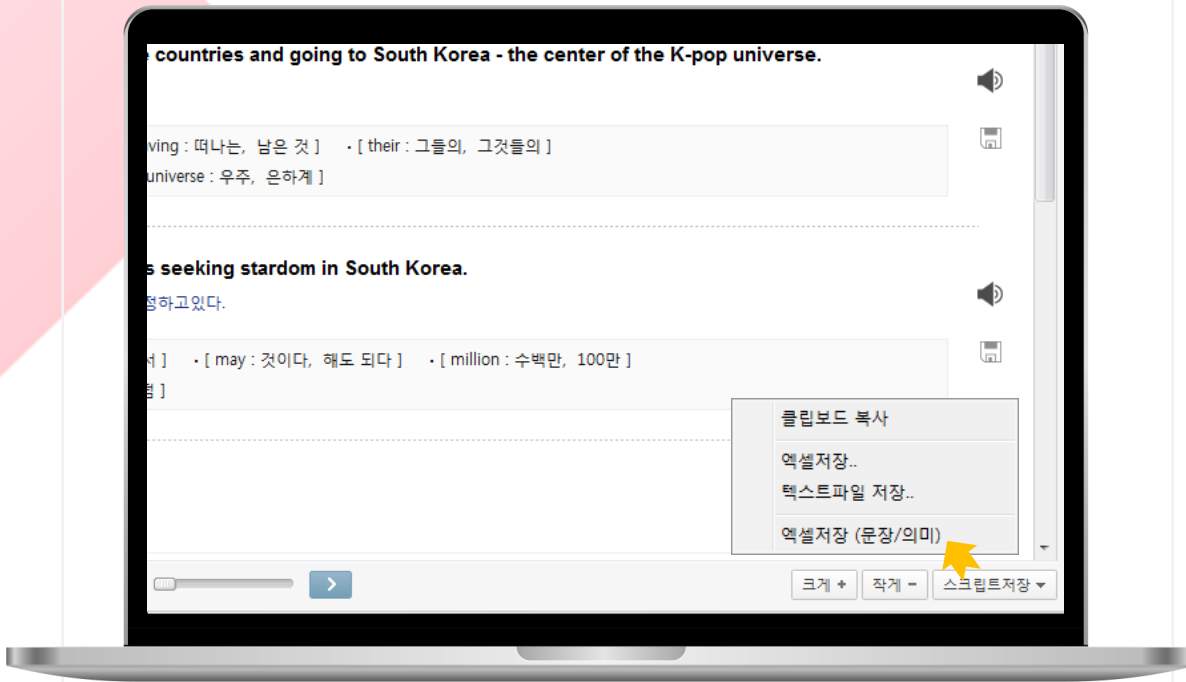 countries and going to South Korea - the center of the K-pop universe.
ving : 떠나는, 남은 것 ] • [ their : 그들의, 그것들의 ]
universe : 우주, 은하계 ]
s seeking stardom in South Korea.
정하고있다.
서 ] • [ may : 것이다, 해도 되다 ] • [ million : 수백만, 100만 ]
]
클립보드 복사
엑셀저장..
텍스트파일 저장..
엑셀저장 (문장/의미)
크게 + 작게 - 스크립트저장